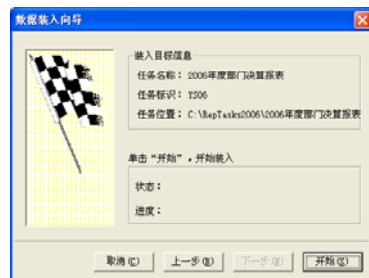 数据装入向导
装入目标信息
任务名称：2006年度部门决算报表
任务标识：YS06
任务位置：C:\RepTasks2006\2006年度部门决算报表
单击“开始”，开始装入
状态：
进度：
取消(C) 上一步(B) 下一步(N) 开始(S)